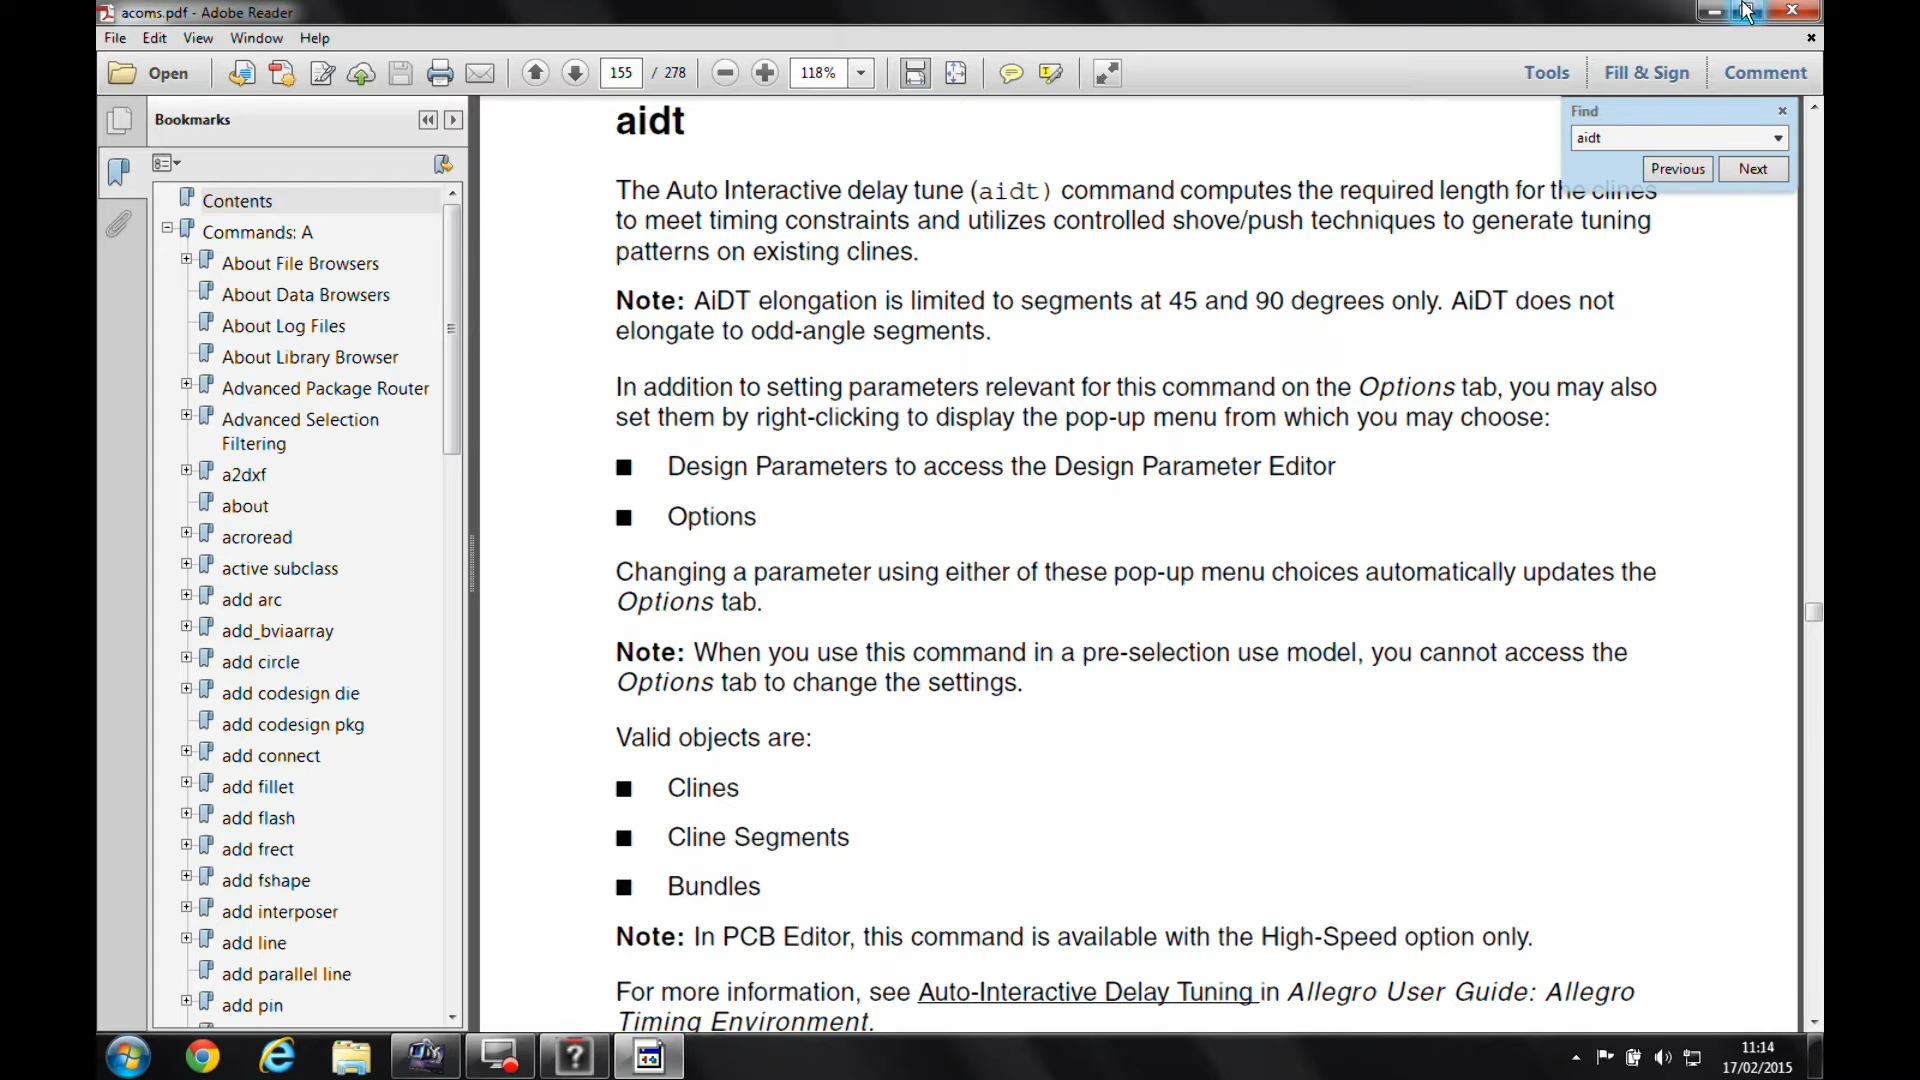 acoms.pdf - Adobe Reader
File Edit View Window Help
Open 155 / 278 118% Tools Fill & Sign Comment
Bookmarks
Contents
Commands: A
About File Browsers
About Data Browsers
About Log Files
About Library Browser
Advanced Package Router
Advanced Selection
Filtering
a2dxf
about
acroread
active subclass
add arc
add_bviaarray
add circle
add codesign die
add codesign pkg
add connect
add fillet
add flash
add frect
add fshape
add interposer
add line
add parallel line
add pin
Find
aidt
Previous Next
aidt
The Auto Interactive delay tune (aidt) command computes the required length for the clines
to meet timing constraints and utilizes controlled shove/push techniques to generate tuning
patterns on existing clines.
Note: AiDT elongation is limited to segments at 45 and 90 degrees only. AiDT does not
elongate to odd-angle segments.
In addition to setting parameters relevant for this command on the Options tab, you may also
set them by right-clicking to display the pop-up menu from which you may choose:
■ Design Parameters to access the Design Parameter Editor
■ Options
Changing a parameter using either of these pop-up menu choices automatically updates the
Options tab.
Note: When you use this command in a pre-selection use model, you cannot access the
Options tab to change the settings.
Valid objects are:
■ Clines
■ Cline Segments
■ Bundles
Note: In PCB Editor, this command is available with the High-Speed option only.
For more information, see Auto-Interactive Delay Tuning in Allegro User Guide: Allegro
Timing Environment.
11:14
17/02/2015